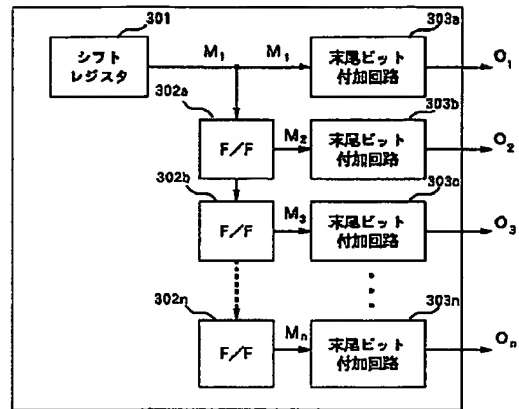 301
シフト
レジスタ
M1
M1
303a
末尾ビット
付加回路
O1
302a
F/F
M2
303b
末尾ビット
付加回路
O2
302b
F/F
M3
303c
末尾ビット
付加回路
O3
302n
F/F
Mn
303n
末尾ビット
付加回路
On